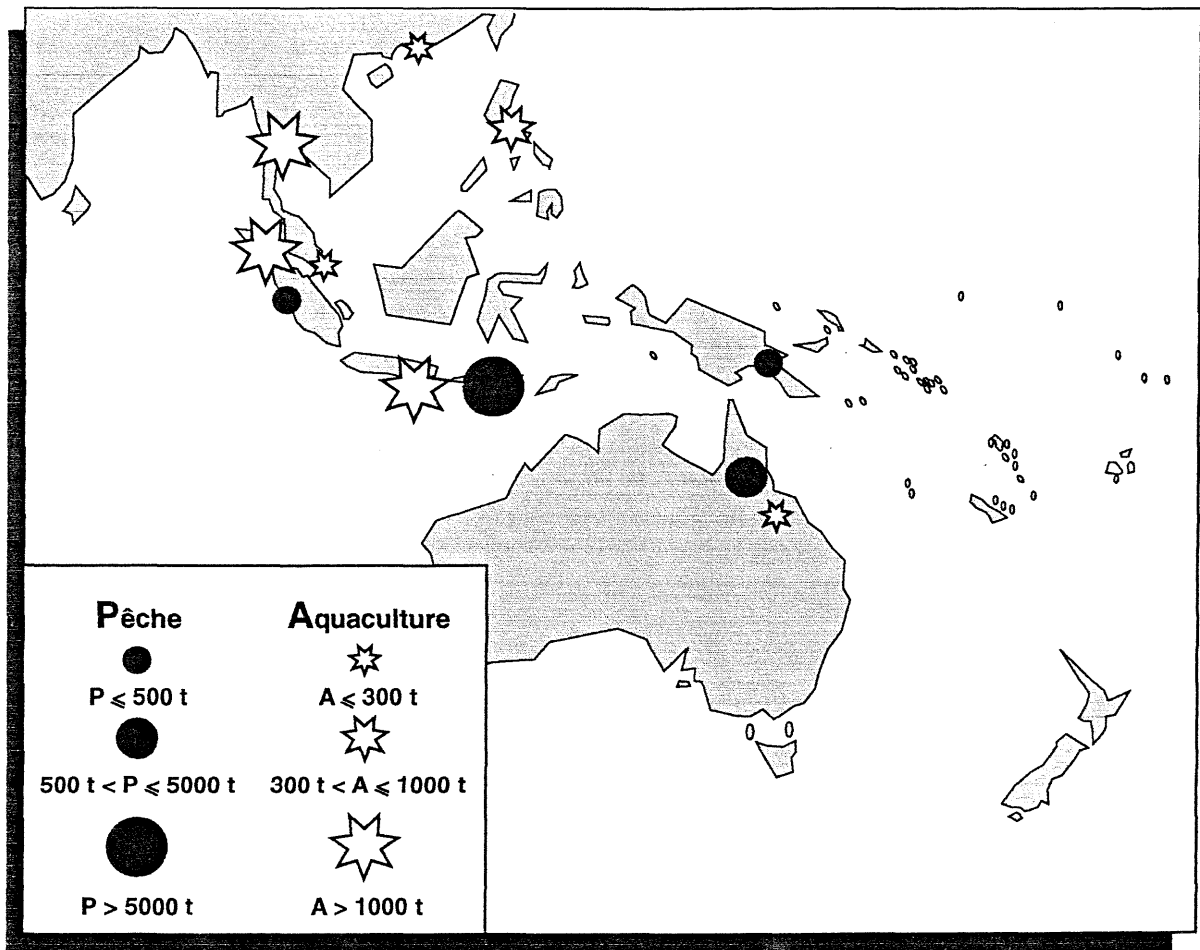 Pêche Aquaculture
P ⩽ 500 t A ⩽ 300 t
500 t < P ⩽ 5000 t 300 t < A ⩽ 1000 t
P > 5000 t A > 1000 t